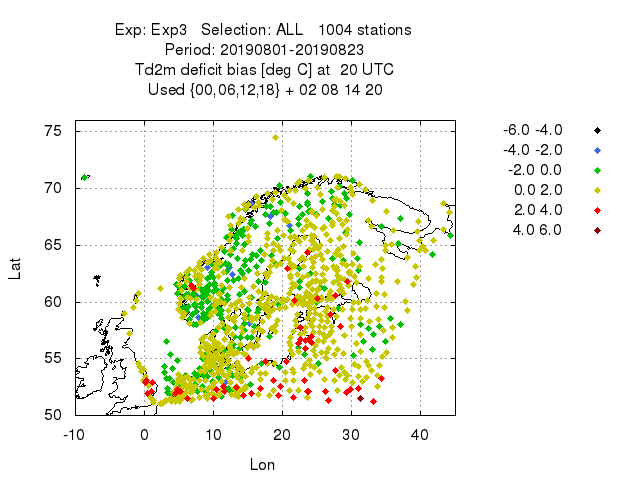 Exp: Exp3   Selection: ALL   1004 stations
Period: 20190801-20190823
Td2m deficit bias [deg C] at  20 UTC
Used {00,06,12,18} + 02 08 14 20
-6.0 -4.0
-4.0 -2.0
-2.0 0.0
0.0 2.0
2.0 4.0
4.0 6.0
75
70
65
60
55
50
Lat
-10 0 10 20 30 40
Lon